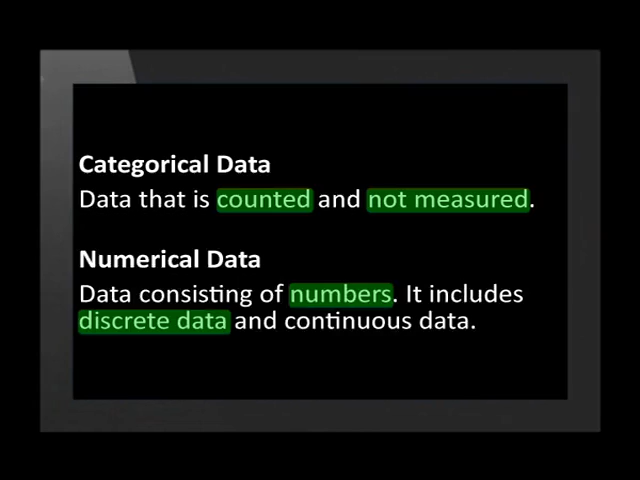 Categorical Data
Data that is counted and not measured.
Numerical Data
Data consisting of numbers. It includes
discrete data and continuous data.